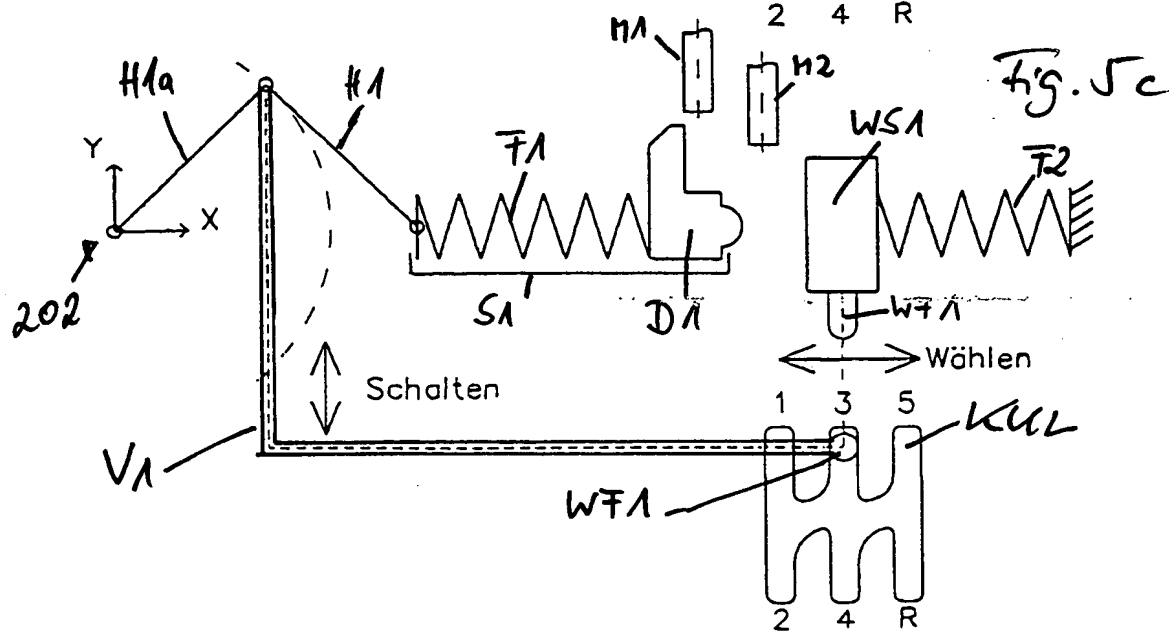 2 4 R
M1
H1a
H1
M2
Fig. 5c
Y
F1
WS1
F2
X
202
S1
D1
WF1
Wählen
Schalten
1 3 5
KUL
V1
WF1
2 4 R